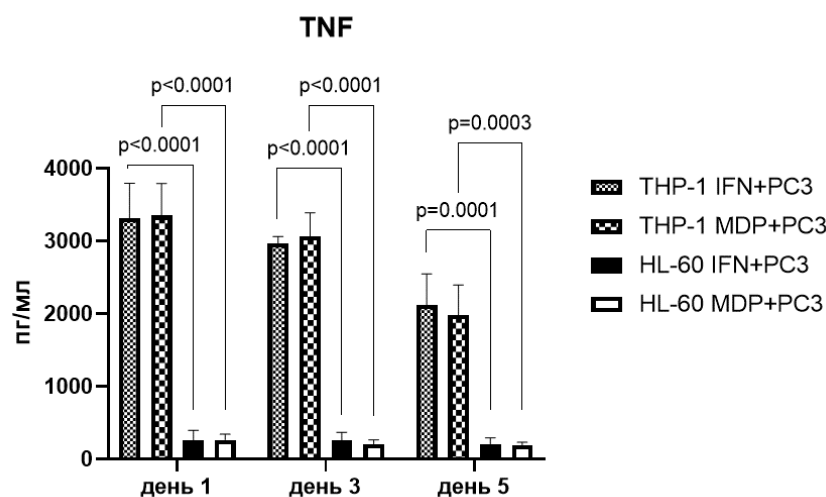 TNF
p<0.0001
p<0.0001
p=0.0003
p<0.0001
p<0.0001
p=0.0001
4000
3000
2000
1000
0
пг/мл
день 1
день 3
день 5
THP-1 IFN+PC3
THP-1 MDP+PC3
HL-60 IFN+PC3
HL-60 MDP+PC3